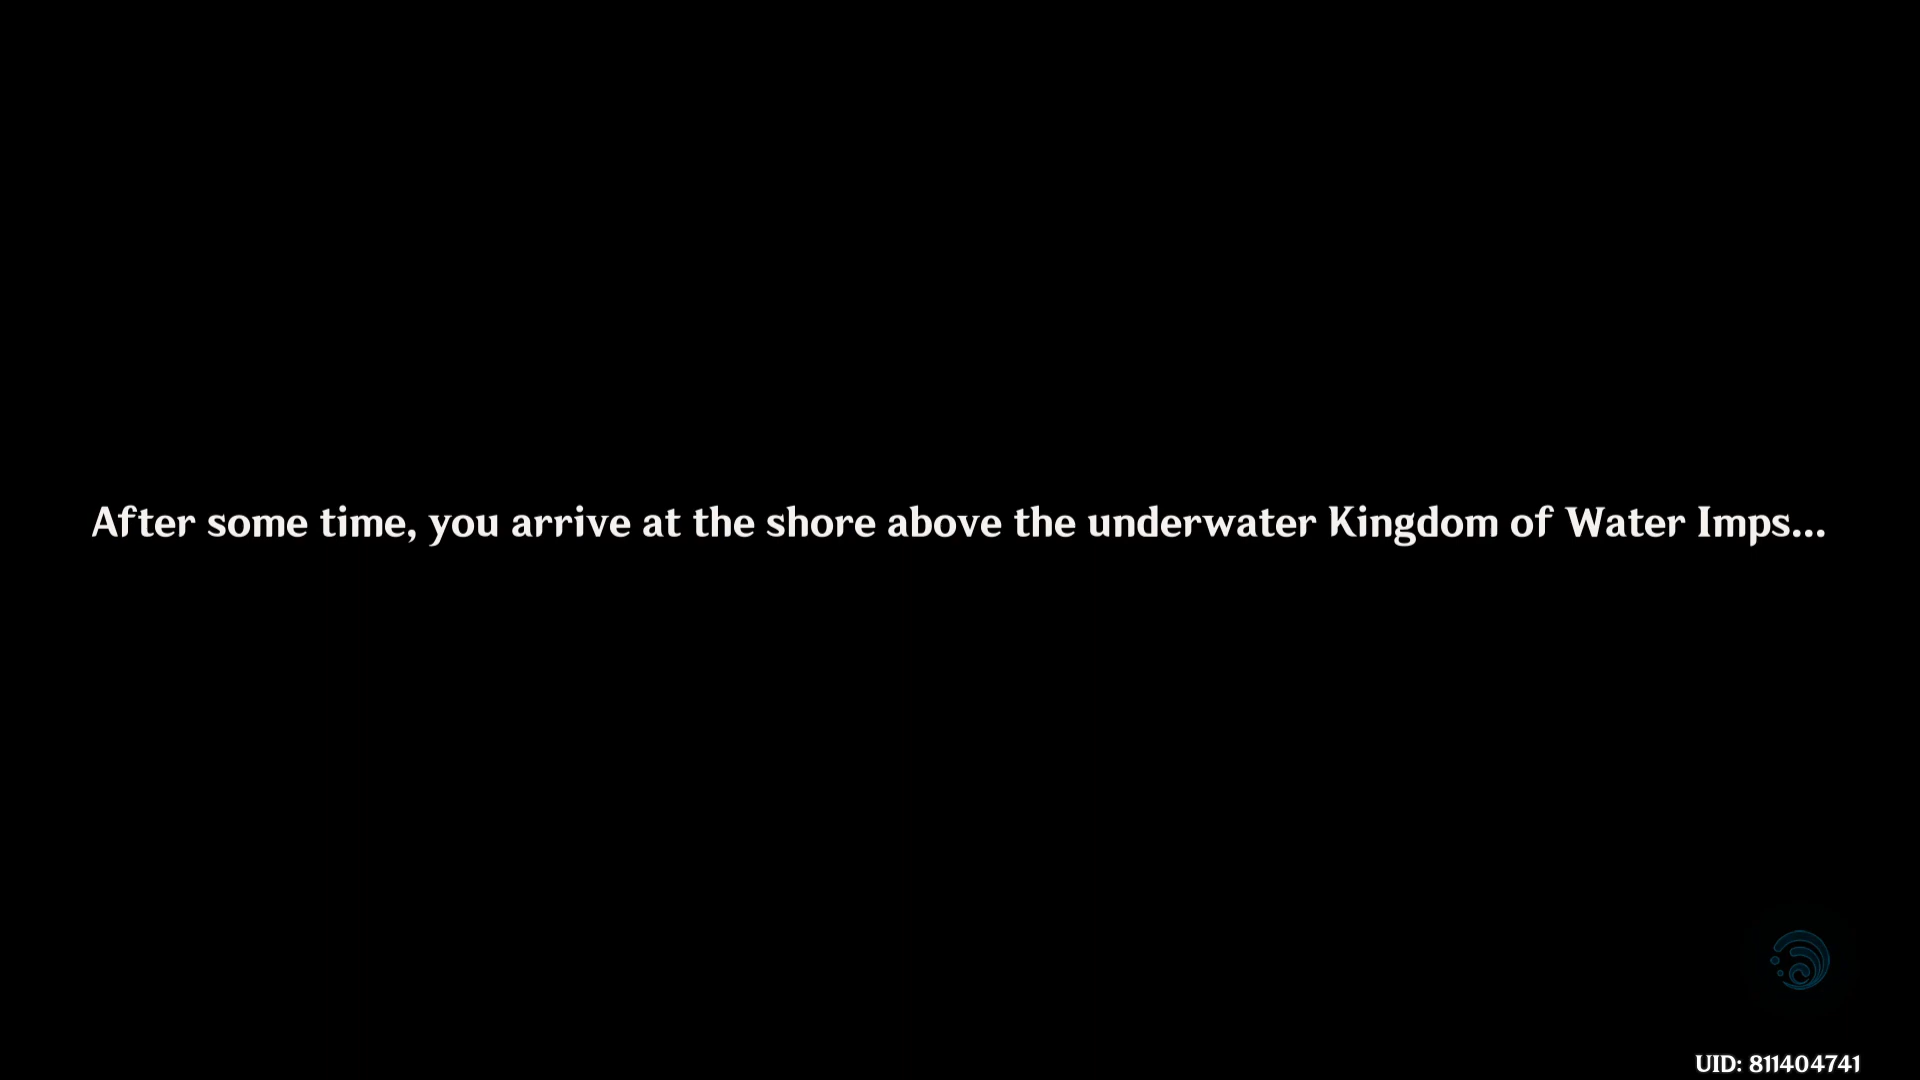 After some time, you arrive at the shore above the underwater Kingdom of Water Imps...
UID: 811404741